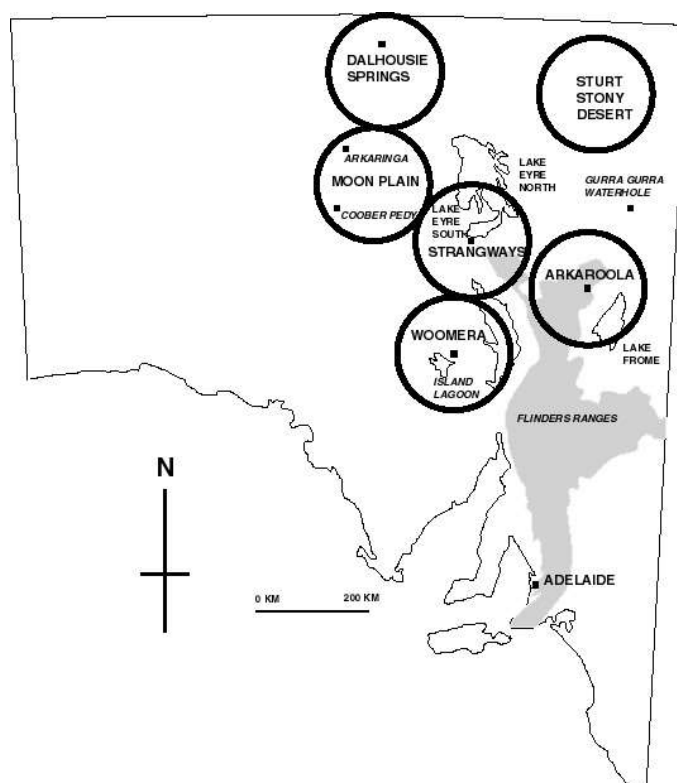 DALHOUSIE
SPRINGS
STURT
STONY
DESERT
ARKARINGA
MOON PLAIN
COOBER PEDY
LAKE
EYRE
NORTH
GURRA GURRA
WATERHOLE
LAKE
EYRE
SOUTH
STRANGWAYS
ARKAROOLA
WOOMERA
ISLAND
LAGOON
LAKE
FROME
FLINDERS RANGES
N
ADELAIDE
0 KM 200 KM